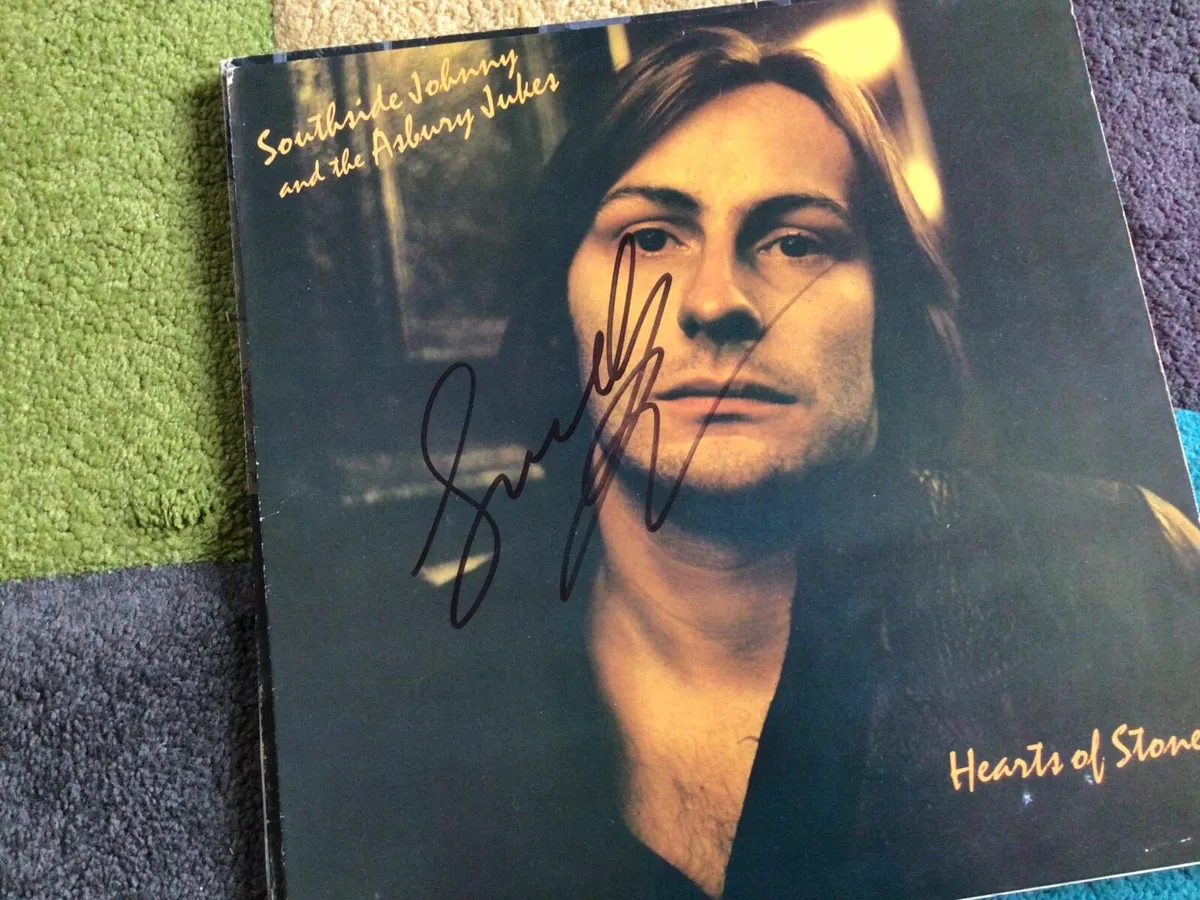 Southside Johnny
and the Asbury Jukes
Hearts of Stone